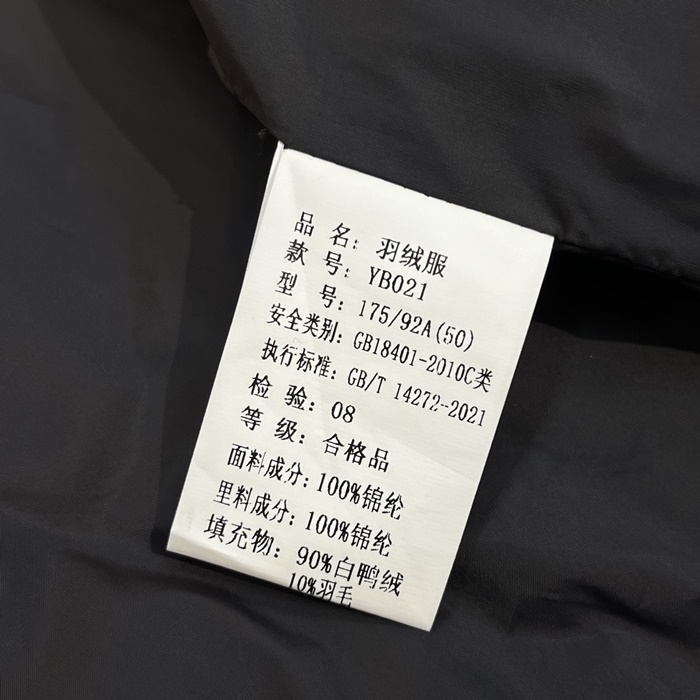 品 名: 羽绒服
款 号: YB021
型 号: 175/92A(50)
安全类别: GB18401-2010C类
执行标准: GB/T 14272-2021
检 验: 08
等 级: 合格品
面料成分: 100%锦纶
里料成分: 100%锦纶
填充物: 90%白鸭绒
10%羽毛